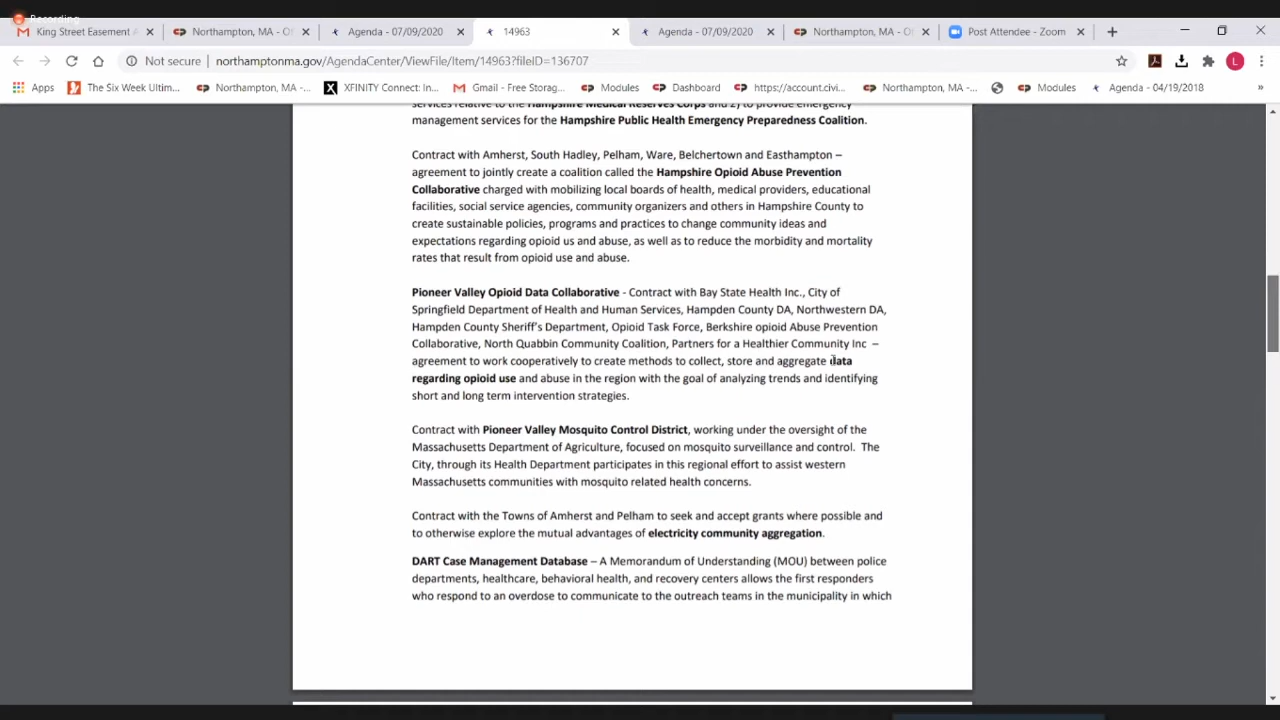 Recording
King Street Easement A
Northampton, MA - Of
Agenda - 07/09/2020
14963
Agenda - 07/09/2020
Northampton, MA - Of
Post Attendee - Zoom
Not secure
northamptonma.gov/AgendaCenter/ViewFile/Item/14963?fileID=136707
L
Apps
The Six Week Ultim...
Northampton, MA -...
XFINITY Connect: In...
Gmail - Free Storag...
Modules
Dashboard
https://account.civi...
Northampton, MA -...
Modules
Agenda - 04/19/2018
»
services relative to the Hampshire Medical Reserves Corps and 2) to provide emergency
management services for the Hampshire Public Health Emergency Preparedness Coalition.
Contract with Amherst, South Hadley, Pelham, Ware, Belchertown and Easthampton –
agreement to jointly create a coalition called the Hampshire Opioid Abuse Prevention
Collaborative charged with mobilizing local boards of health, medical providers, educational
facilities, social service agencies, community organizers and others in Hampshire County to
create sustainable policies, programs and practices to change community ideas and
expectations regarding opioid us and abuse, as well as to reduce the morbidity and mortality
rates that result from opioid use and abuse.
Pioneer Valley Opioid Data Collaborative - Contract with Bay State Health Inc., City of
Springfield Department of Health and Human Services, Hampden County DA, Northwestern DA,
Hampden County Sheriff's Department, Opioid Task Force, Berkshire opioid Abuse Prevention
Collaborative, North Quabbin Community Coalition, Partners for a Healthier Community Inc –
agreement to work cooperatively to create methods to collect, store and aggregate data
regarding opioid use and abuse in the region with the goal of analyzing trends and identifying
short and long term intervention strategies.
Contract with Pioneer Valley Mosquito Control District, working under the oversight of the
Massachusetts Department of Agriculture, focused on mosquito surveillance and control. The
City, through its Health Department participates in this regional effort to assist western
Massachusetts communities with mosquito related health concerns.
Contract with the Towns of Amherst and Pelham to seek and accept grants where possible and
to otherwise explore the mutual advantages of electricity community aggregation.
DART Case Management Database – A Memorandum of Understanding (MOU) between police
departments, healthcare, behavioral health, and recovery centers allows the first responders
who respond to an overdose to communicate to the outreach teams in the municipality in which